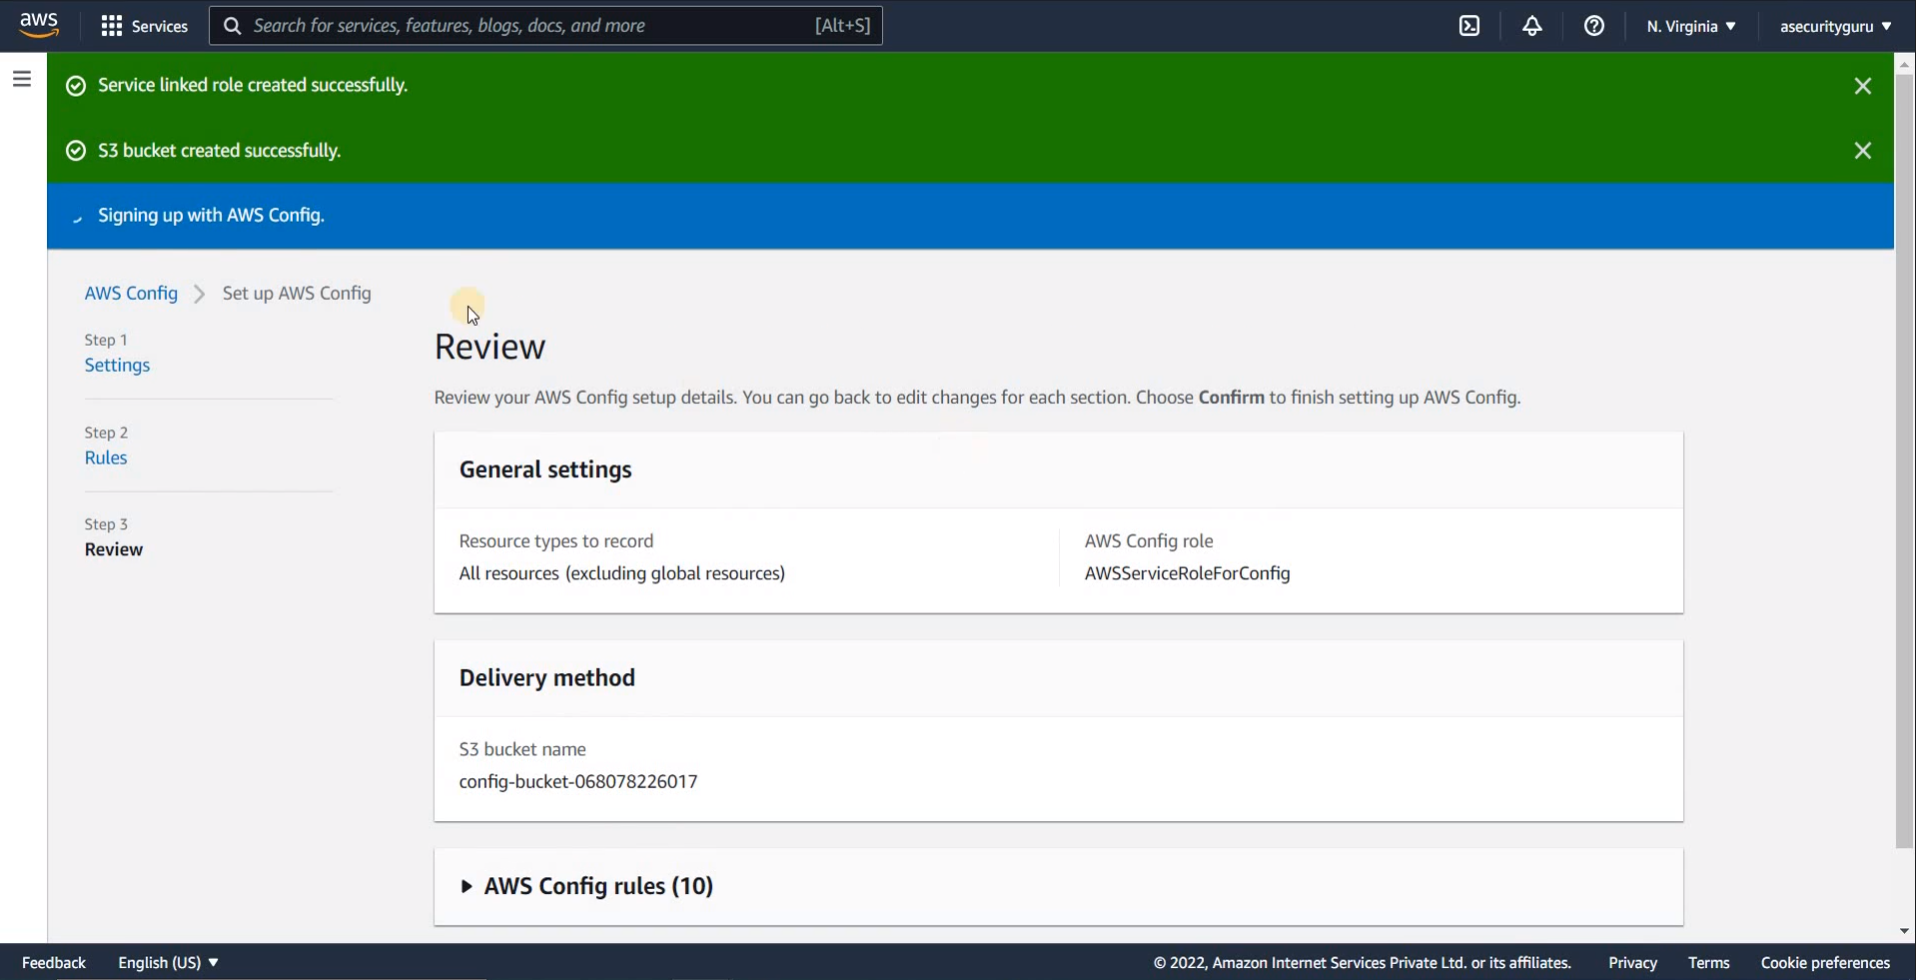 aws
Services
Search for services, features, blogs, docs, and more
[Alt+S]
N. Virginia
asecurityguru
Service linked role created successfully.
S3 bucket created successfully.
Signing up with AWS Config.
AWS Config
Set up AWS Config
Step 1
Settings
Step 2
Rules
Step 3
Review
Review
Review your AWS Config setup details. You can go back to edit changes for each section. Choose Confirm to finish setting up AWS Config.
General settings
Resource types to record
All resources (excluding global resources)
AWS Config role
AWSServiceRoleForConfig
Delivery method
S3 bucket name
config-bucket-068078226017
AWS Config rules (10)
Feedback
English (US)
© 2022, Amazon Internet Services Private Ltd. or its affiliates.
Privacy
Terms
Cookie preferences